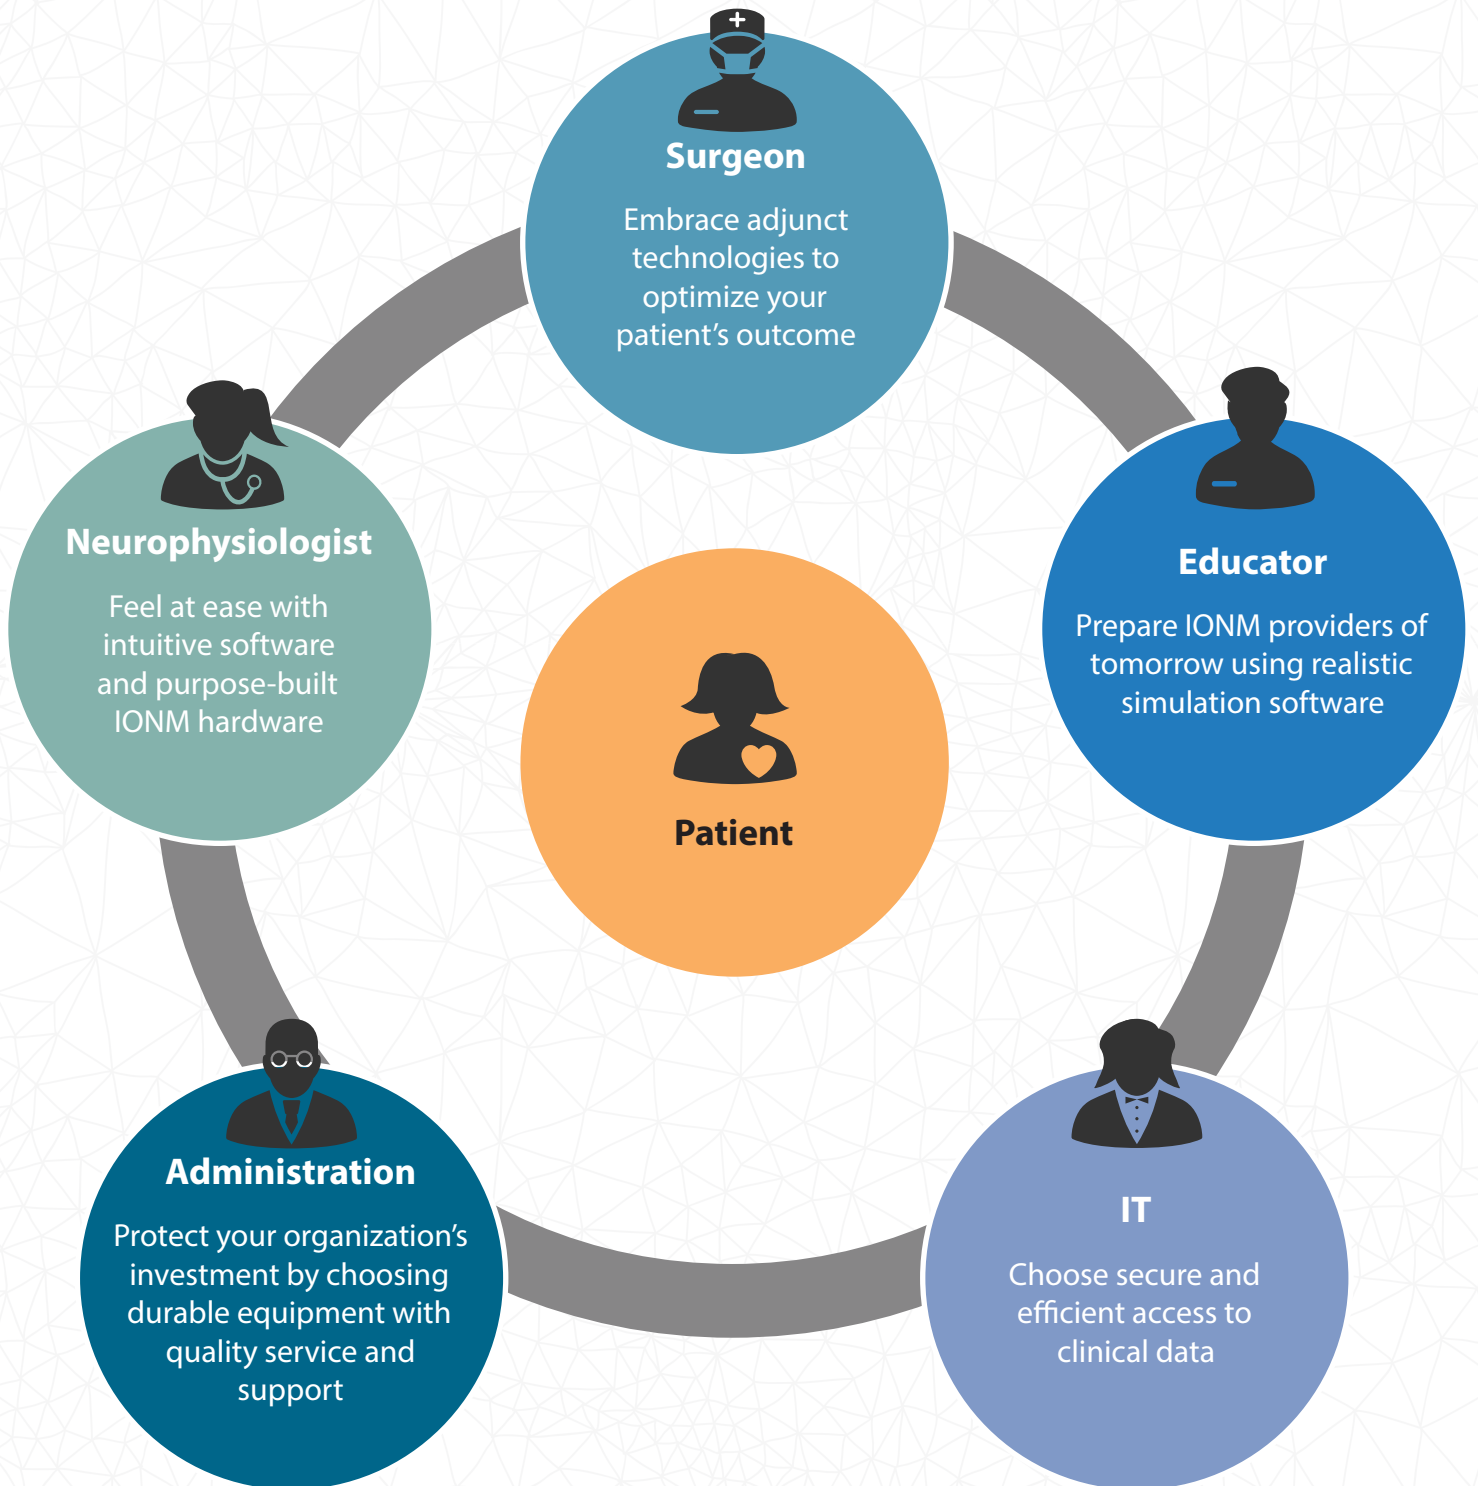 Surgeon
Embrace adjunct
technologies to
optimize your
patient’s outcome
Neurophysiologist
Feel at ease with
intuitive software
and purpose-built
IONM hardware
Educator
Prepare IONM providers of
tomorrow using realistic
simulation software
Patient
Administration
Protect your organization’s
investment by choosing
durable equipment with
quality service and
support
IT
Choose secure and
efficient access to
clinical data